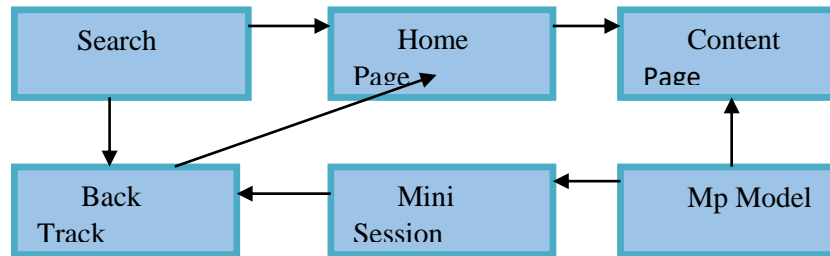 Search
Home
Page
Content
Page
Back
Track
Mini
Session
Mp Model